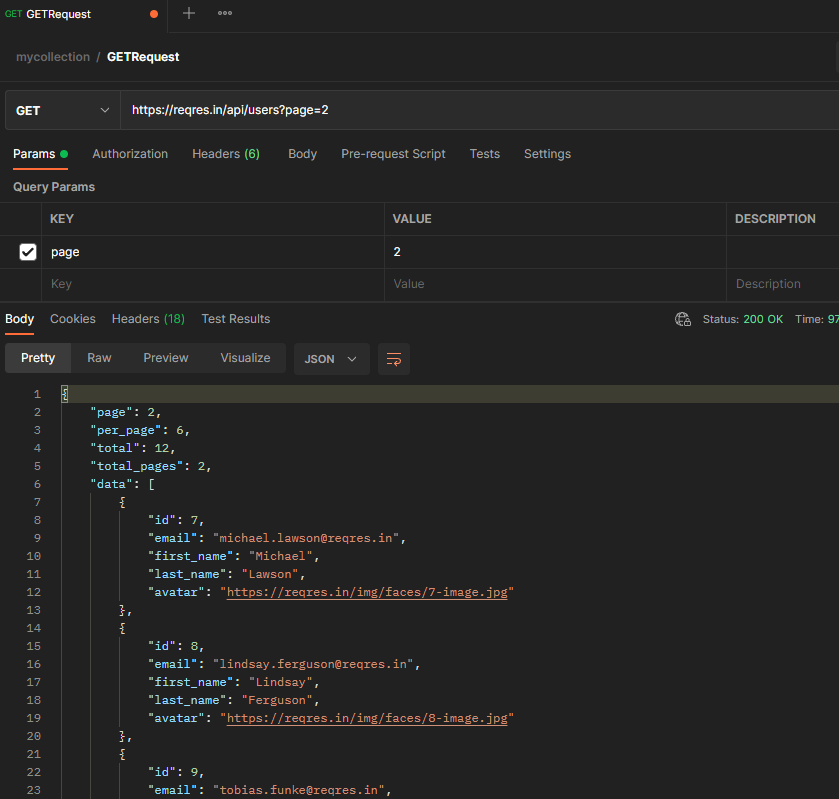 GET GETRequest
mycollection / GETRequest
GET https://reqres.in/api/users?page=2
Params Authorization Headers (6) Body Pre-request Script Tests Settings
Query Params
KEY VALUE DESCRIPTION
page 2
Key Value Description
Body Cookies Headers (18) Test Results Status: 200 OK Time: 97
Pretty Raw Preview Visualize JSON
1 {
2 "page": 2,
3 "per_page": 6,
4 "total": 12,
5 "total_pages": 2,
6 "data": [
7 {
8 "id": 7,
9 "email": "michael.lawson@reqres.in",
10 "first_name": "Michael",
11 "last_name": "Lawson",
12 "avatar": "https://reqres.in/img/faces/7-image.jpg"
13 },
14 {
15 "id": 8,
16 "email": "lindsay.ferguson@reqres.in",
17 "first_name": "Lindsay",
18 "last_name": "Ferguson",
19 "avatar": "https://reqres.in/img/faces/8-image.jpg"
20 },
21 {
22 "id": 9,
23 "email": "tobias.funke@reqres.in",